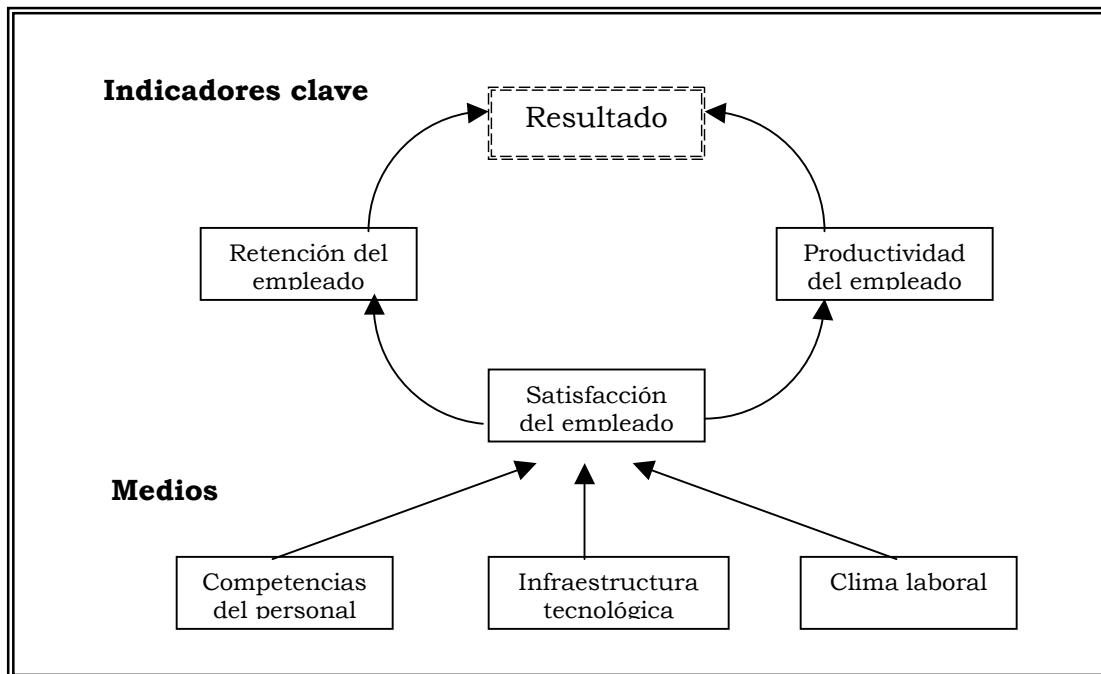 Indicadores clave
Resultado
Retención del
empleado
Productividad
del empleado
Satisfacción
del empleado
Medios
Competencias
del personal
Infraestructura
tecnológica
Clima laboral